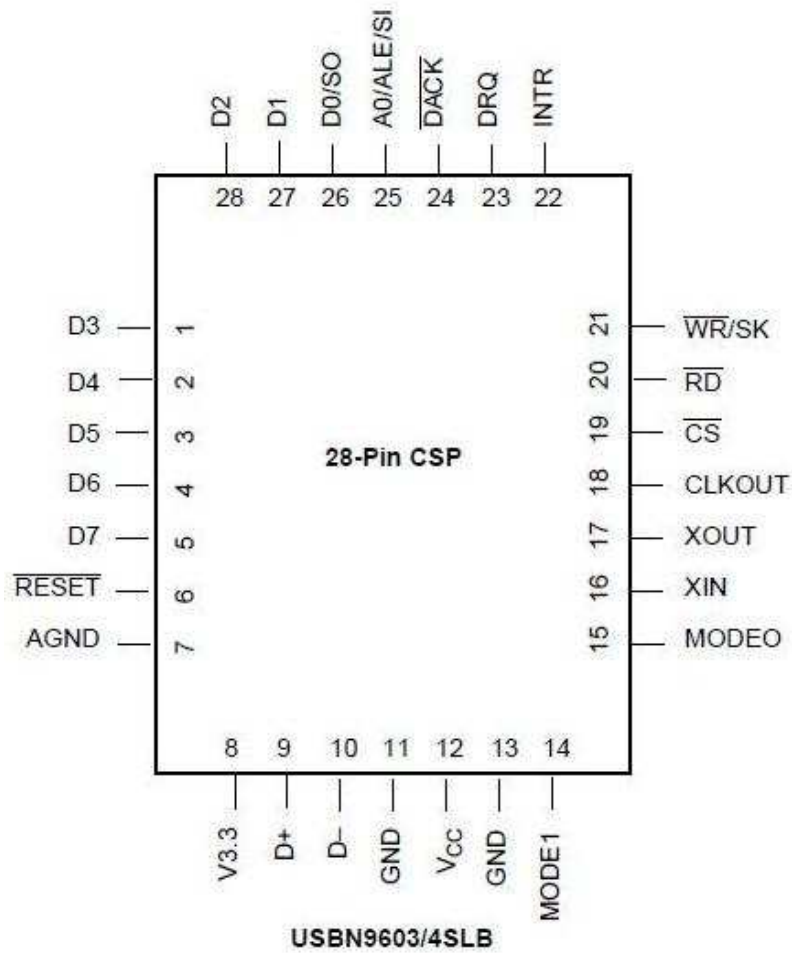 D2 D1 D0/SO A0/ALE/SI DACK DRQ INTR
28 27 26 25 24 23 22
D3 1 21 WR/SK
D4 2 20 RD
D5 3 19 CS
28-Pin CSP
D6 4 18 CLKOUT
D7 5 17 XOUT
RESET 6 16 XIN
AGND 7 15 MODEO
8 9 10 11 12 13 14
V3.3 D+ D– GND VCC GND MODE1
USBN9603/4SLB